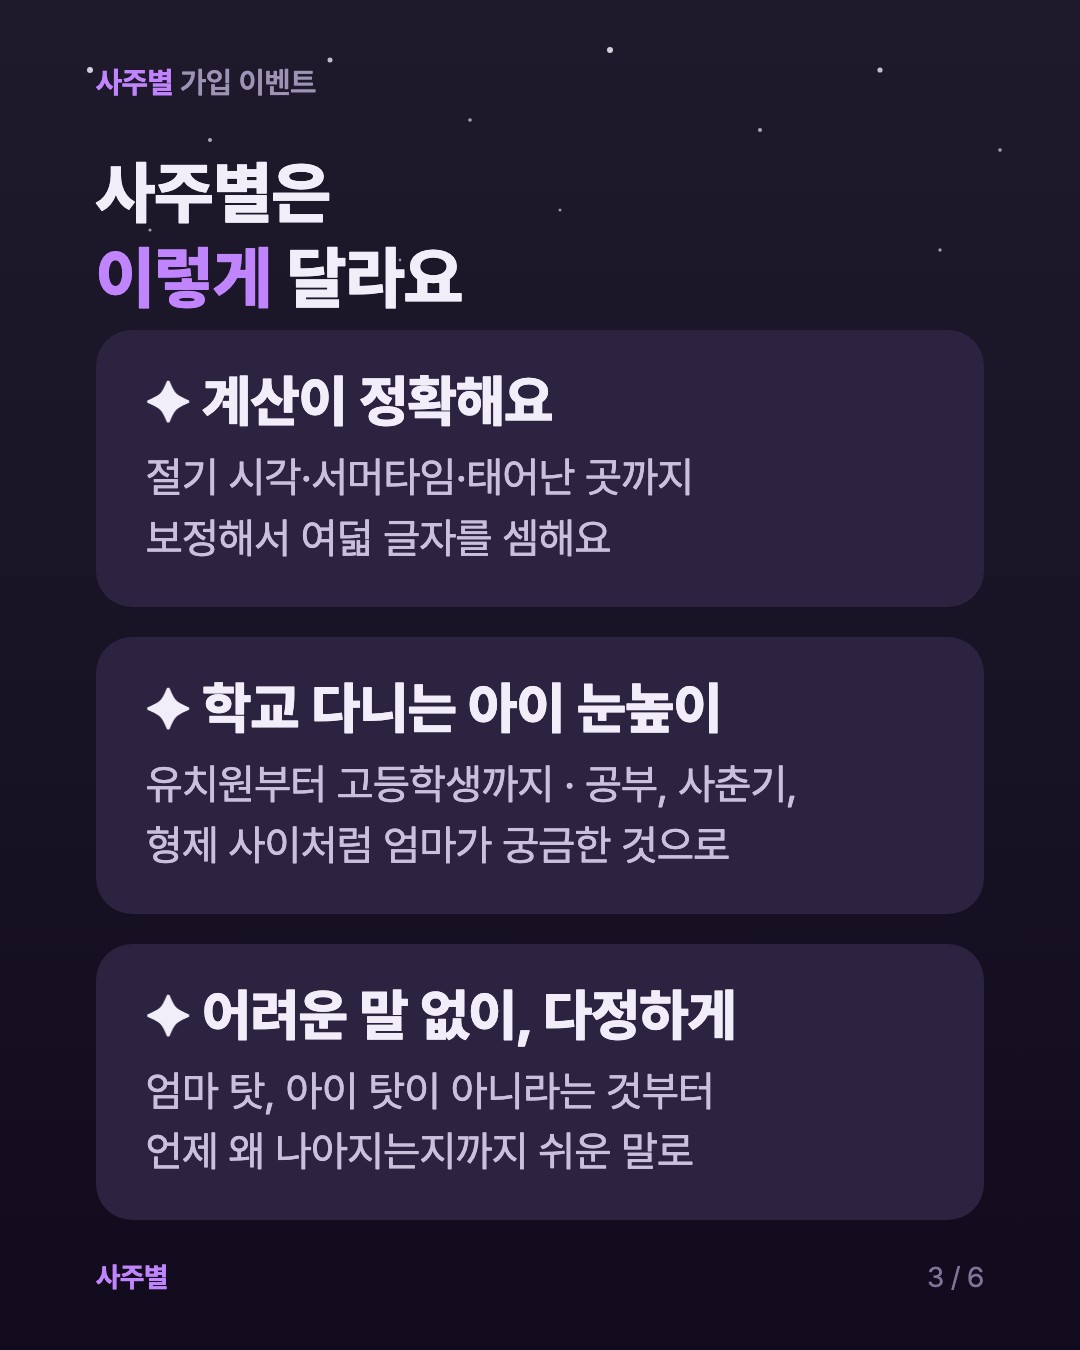 사주별 가입 이벤트
사주별은
이렇게 달라요
✦ 계산이 정확해요
절기 시각·서머타임·태어난 곳까지
보정해서 여덟 글자를 셈해요
✦ 학교 다니는 아이 눈높이
유치원부터 고등학생까지 · 공부, 사춘기,
형제 사이처럼 엄마가 궁금한 것으로
✦ 어려운 말 없이, 다정하게
엄마 탓, 아이 탓이 아니라는 것부터
언제 왜 나아지는지까지 쉬운 말로
사주별
3 / 6